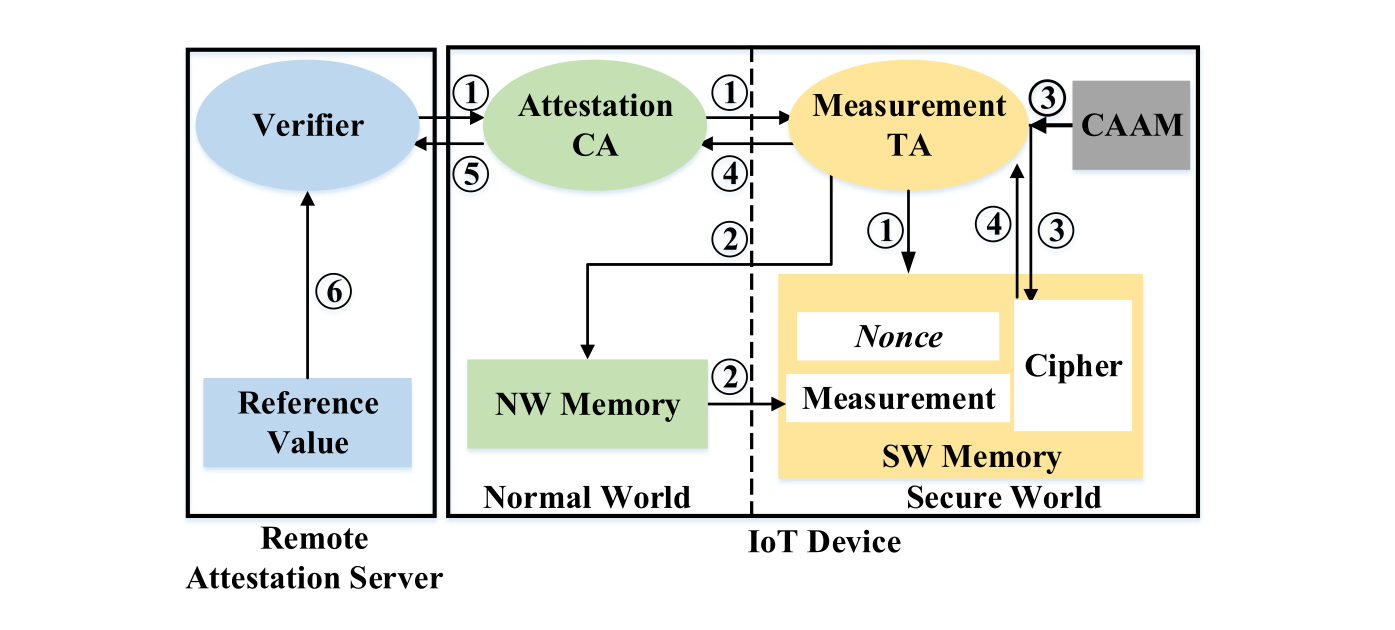 ①
①
③
Verifier
Attestation
CA
Measurement
TA
CAAM
⑤
④
②
①
④
③
⑥
Nonce
Cipher
Reference
Value
NW Memory
②
Measurement
SW Memory
Normal World
Secure World
Remote
Attestation Server
IoT Device